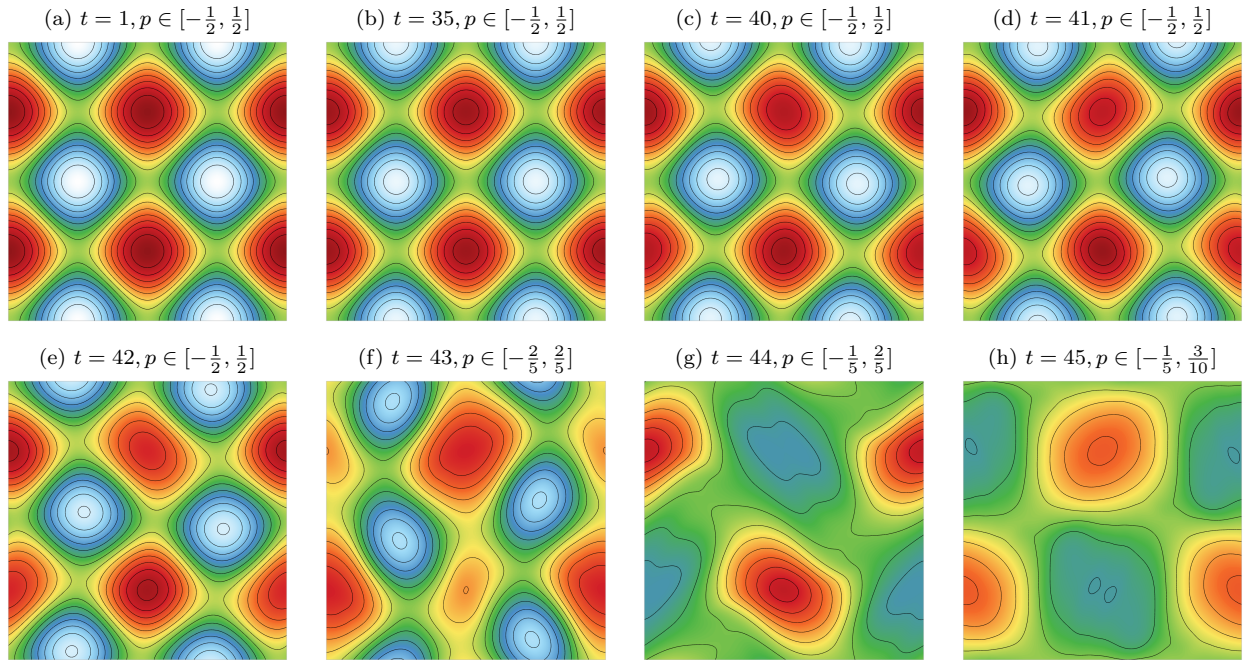 (a) t = 1, p ∈ [−1/2, 1/2]
(b) t = 35, p ∈ [−1/2, 1/2]
(c) t = 40, p ∈ [−1/2, 1/2]
(d) t = 41, p ∈ [−1/2, 1/2]
(e) t = 42, p ∈ [−1/2, 1/2]
(f) t = 43, p ∈ [−2/5, 2/5]
(g) t = 44, p ∈ [−1/5, 2/5]
(h) t = 45, p ∈ [−1/5, 3/10]